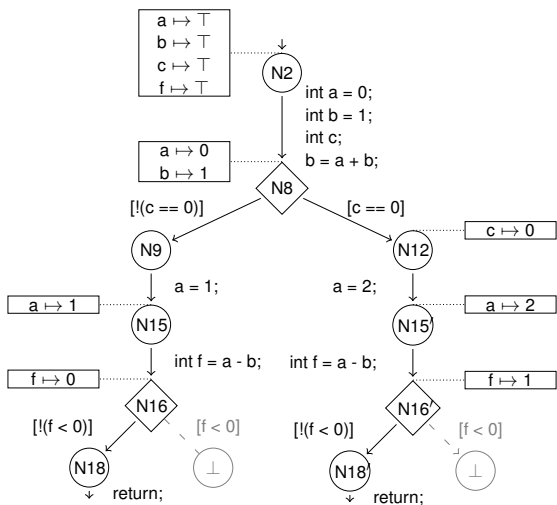 a ↦ ⊤
b ↦ ⊤
c ↦ ⊤
f ↦ ⊤
N2
int a = 0;
int b = 1;
int c;
b = a + b;
a ↦ 0
b ↦ 1
N8
[!(c == 0)]
[c == 0]
c ↦ 0
N9
N12
a = 1;
a = 2;
a ↦ 1
a ↦ 2
N15
N15′
int f = a - b;
int f = a - b;
f ↦ 0
f ↦ 1
N16
N16′
[!(f < 0)]
[f < 0]
[!(f < 0)]
[f < 0]
N18
⊥
N18′
⊥
return;
return;